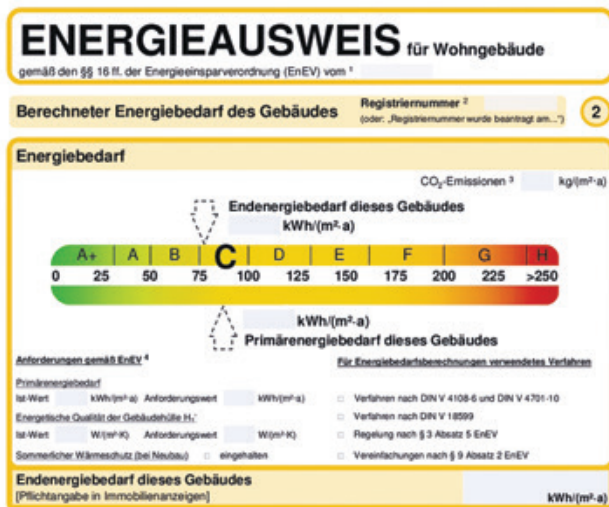 ENERGIEAUSWEIS für Wohngebäude
gemäß den §§ 16 ff. der Energieeinsparverordnung (EnEV) vom ¹
Berechneter Energiebedarf des Gebäudes
Registriernummer ²
(oder: „Registriernummer wurde beantragt am...“)
2
Energiebedarf
CO₂-Emissionen ³ kg/(m²·a)
Endenergiebedarf dieses Gebäudes
kWh/(m²·a)
A+ A B C D E F G H
0 25 50 75 100 125 150 175 200 225 >250
kWh/(m²·a)
Primärenergiebedarf dieses Gebäudes
Anforderungen gemäß EnEV ⁴
Primärenergiebedarf
Ist-Wert kWh/(m²·a) Anforderungswert kWh/(m²·a)
Energetische Qualität der Gebäudehülle Hₜ'
Ist-Wert W/(m²·K) Anforderungswert W/(m²·K)
Sommerlicher Wärmeschutz (bei Neubau) □ eingehalten
Für Energiebedarfsberechnungen verwendetes Verfahren
□ Verfahren nach DIN V 4108-6 und DIN V 4701-10
□ Verfahren nach DIN V 18599
□ Regelung nach § 3 Absatz 5 EnEV
□ Vereinfachungen nach § 9 Absatz 2 EnEV
Endenergiebedarf dieses Gebäudes
[Pflichtangabe in Immobilienanzeigen]
kWh/(m²·a)